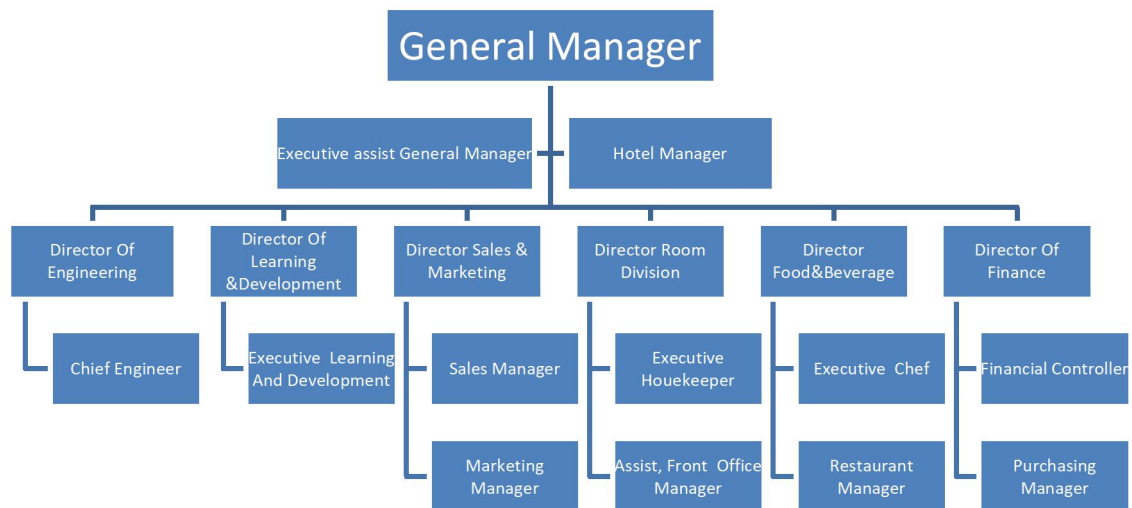 General Manager
Executive assist General Manager
Hotel Manager
Director Of
Engineering
Director Of
Learning
&Development
Director Sales &
Marketing
Director Room
Division
Director
Food&Beverage
Director Of
Finance
Chief Engineer
Executive Learning
And Development
Sales Manager
Executive
Houekeeper
Executive Chef
Financial Controller
Marketing
Manager
Assist, Front Office
Manager
Restaurant
Manager
Purchasing
Manager